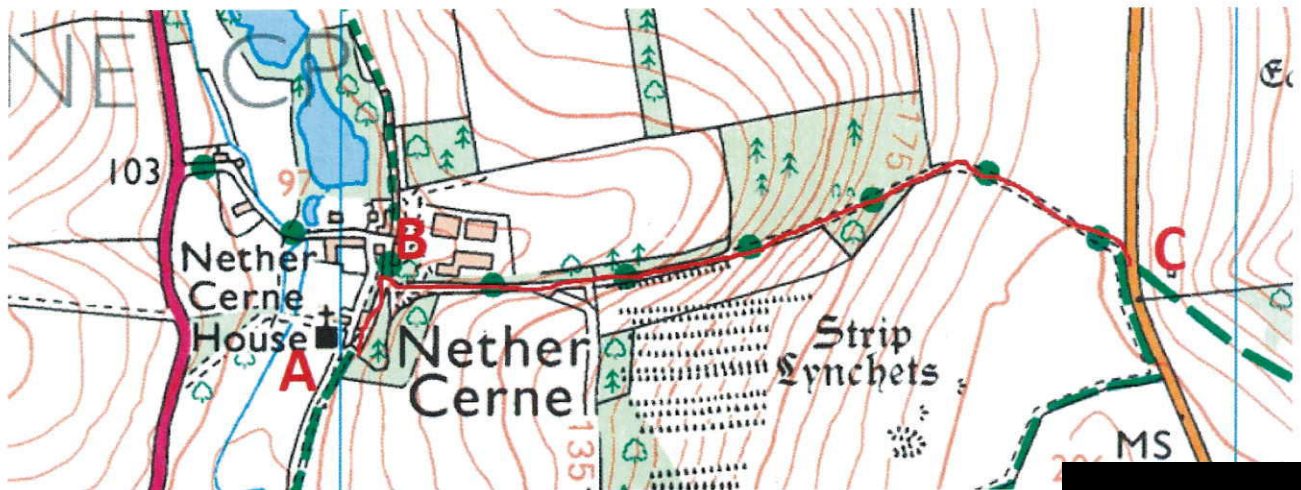 NE CP
103
97
175
B
C
Nether
Cerne
House
A
Nether
Cerne
Strip
Lynchets
135
MS